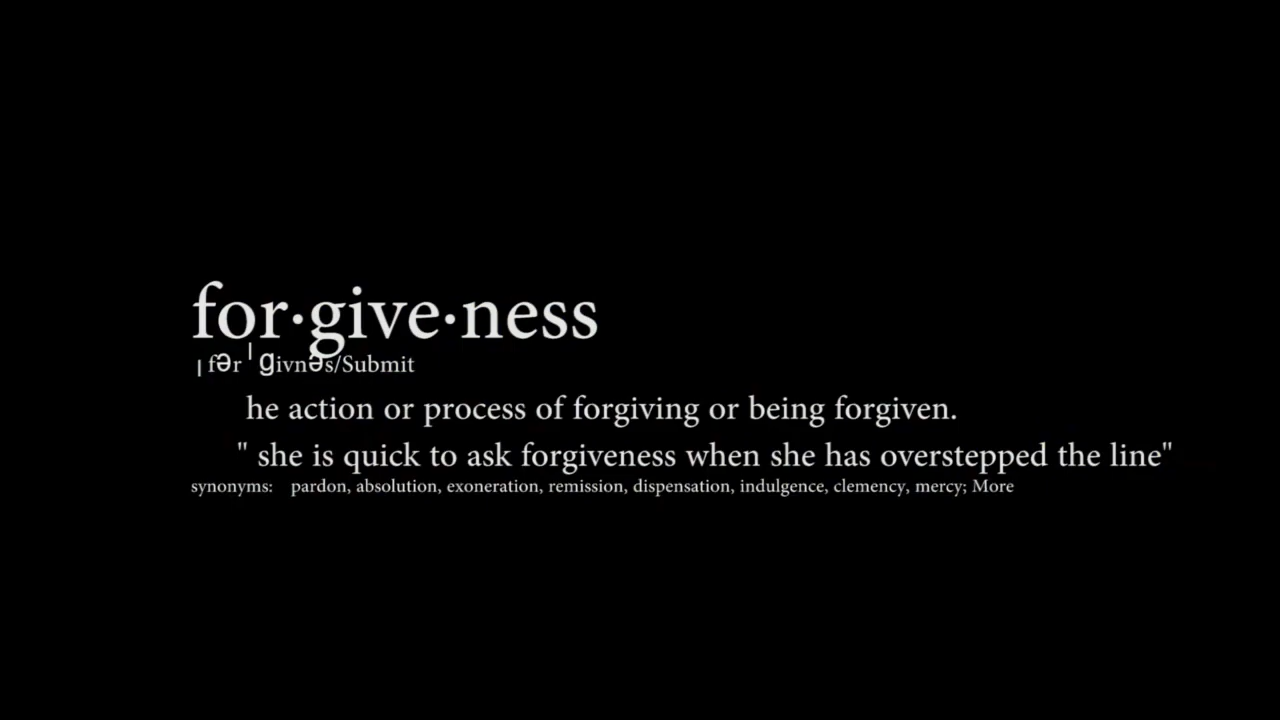 for·give·ness
ˌfərˈɡivnəs/Submit
he action or process of forgiving or being forgiven.
" she is quick to ask forgiveness when she has overstepped the line"
synonyms: pardon, absolution, exoneration, remission, dispensation, indulgence, clemency, mercy; More